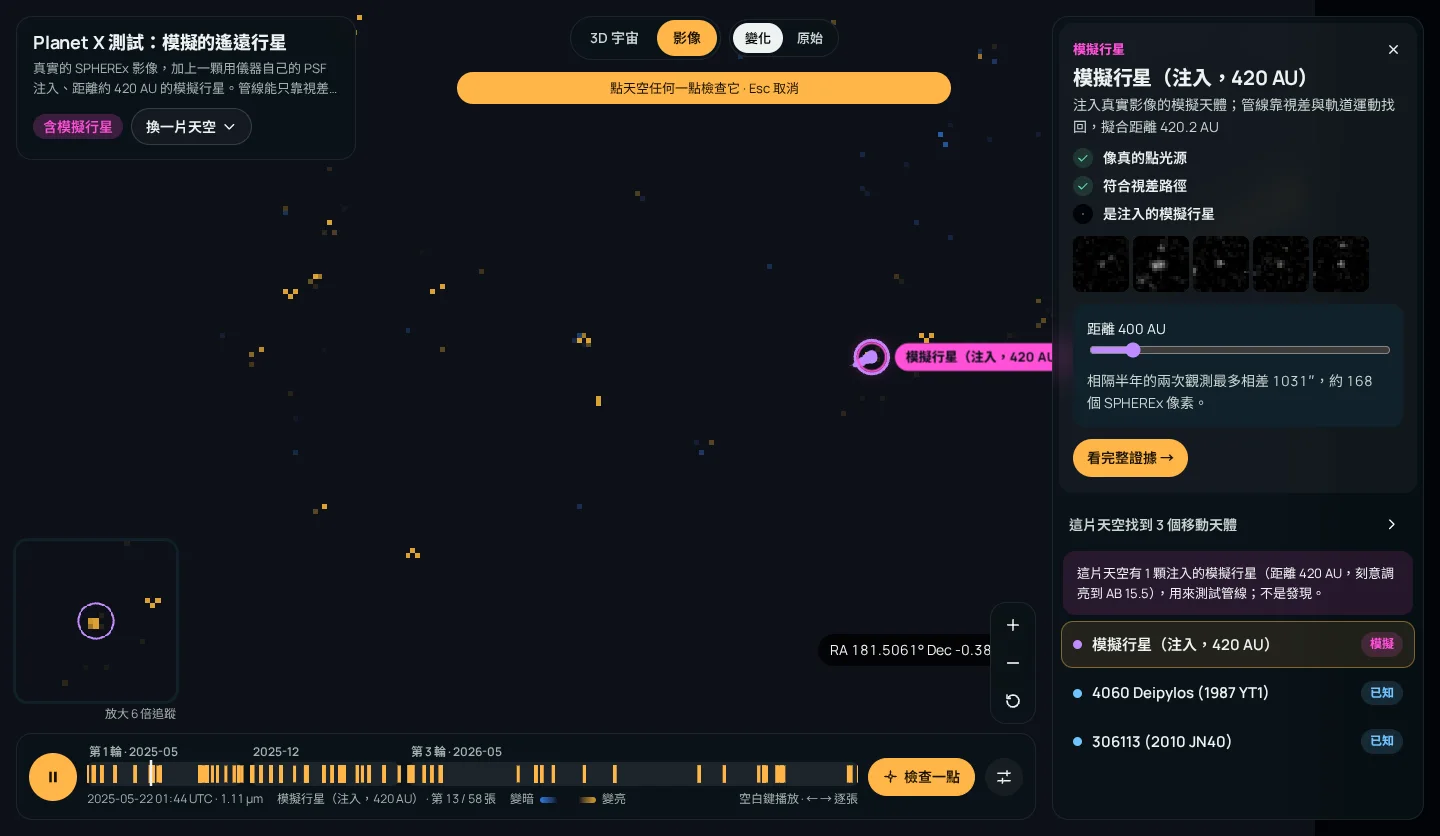 Planet X 測試：模擬的遙遠行星
真實的 SPHEREx 影像，加上一顆用儀器自己的 PSF
注入、距離約 420 AU 的模擬行星。管線能只靠視差…
含模擬行星
換一片天空
3D 宇宙
影像
變化
原始
點天空任何一點檢查它 · Esc 取消
模擬行星（注入，420 AU
RA 181.5061° Dec -0.38
放大 6 倍追蹤
第 1 輪 · 2025-05
2025-12
第 3 輪 · 2026-05
2025-05-22 01:44 UTC · 1.11 μm
模擬行星（注入，420 AU） · 第 13 / 58 張
變暗
變亮
空白鍵播放 · ← → 逐張
檢查一點
模擬行星
模擬行星（注入，420 AU）
注入真實影像的模擬天體；管線靠視差與軌道運動找
回，擬合距離 420.2 AU
像真的點光源
符合視差路徑
是注入的模擬行星
距離 400 AU
相隔半年的兩次觀測最多相差 1031″，約 168
個 SPHEREx 像素。
看完整證據 →
這片天空找到 3 個移動天體
這片天空有 1 顆注入的模擬行星（距離 420 AU，刻意調
亮到 AB 15.5），用來測試管線；不是發現。
模擬行星（注入，420 AU）
模擬
4060 Deipylos (1987 YT1)
已知
306113 (2010 JN40)
已知